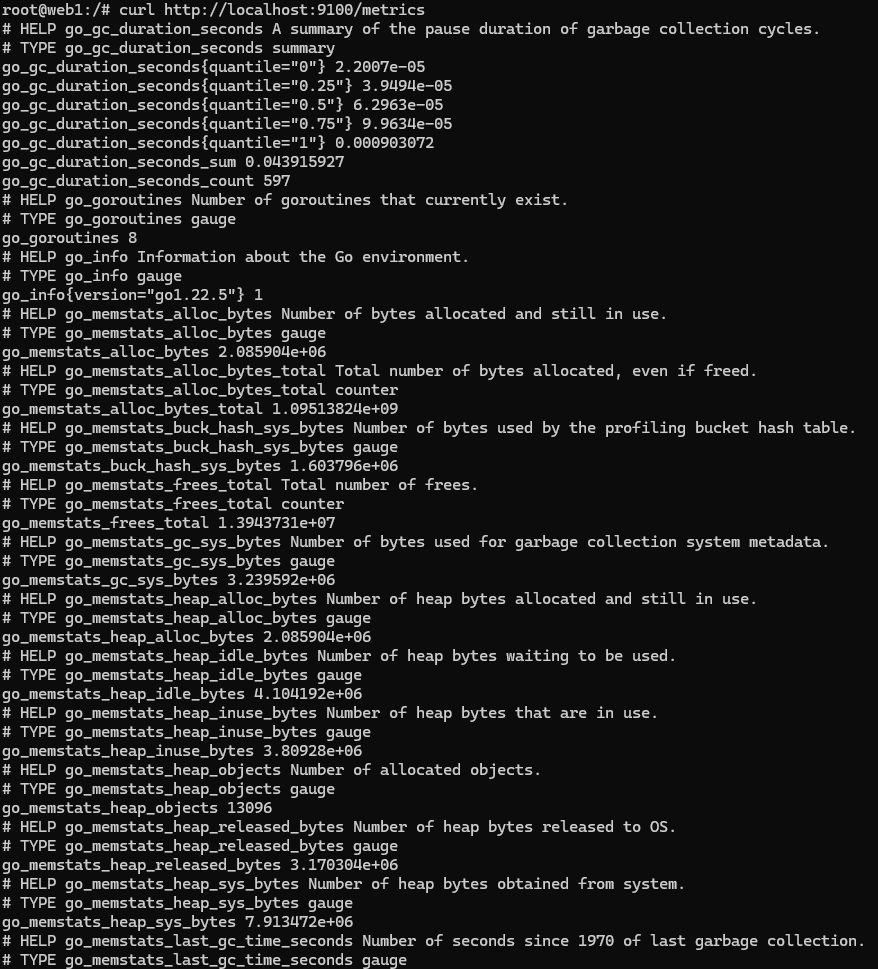 root@web1:/# curl http://localhost:9100/metrics
# HELP go_gc_duration_seconds A summary of the pause duration of garbage collection cycles.
# TYPE go_gc_duration_seconds summary
go_gc_duration_seconds{quantile="0"} 2.2007e-05
go_gc_duration_seconds{quantile="0.25"} 3.9494e-05
go_gc_duration_seconds{quantile="0.5"} 6.2963e-05
go_gc_duration_seconds{quantile="0.75"} 9.9634e-05
go_gc_duration_seconds{quantile="1"} 0.000903072
go_gc_duration_seconds_sum 0.043915927
go_gc_duration_seconds_count 597
# HELP go_goroutines Number of goroutines that currently exist.
# TYPE go_goroutines gauge
go_goroutines 8
# HELP go_info Information about the Go environment.
# TYPE go_info gauge
go_info{version="go1.22.5"} 1
# HELP go_memstats_alloc_bytes Number of bytes allocated and still in use.
# TYPE go_memstats_alloc_bytes gauge
go_memstats_alloc_bytes 2.085904e+06
# HELP go_memstats_alloc_bytes_total Total number of bytes allocated, even if freed.
# TYPE go_memstats_alloc_bytes_total counter
go_memstats_alloc_bytes_total 1.09513824e+09
# HELP go_memstats_buck_hash_sys_bytes Number of bytes used by the profiling bucket hash table.
# TYPE go_memstats_buck_hash_sys_bytes gauge
go_memstats_buck_hash_sys_bytes 1.603796e+06
# HELP go_memstats_frees_total Total number of frees.
# TYPE go_memstats_frees_total counter
go_memstats_frees_total 1.3943731e+07
# HELP go_memstats_gc_sys_bytes Number of bytes used for garbage collection system metadata.
# TYPE go_memstats_gc_sys_bytes gauge
go_memstats_gc_sys_bytes 3.239592e+06
# HELP go_memstats_heap_alloc_bytes Number of heap bytes allocated and still in use.
# TYPE go_memstats_heap_alloc_bytes gauge
go_memstats_heap_alloc_bytes 2.085904e+06
# HELP go_memstats_heap_idle_bytes Number of heap bytes waiting to be used.
# TYPE go_memstats_heap_idle_bytes gauge
go_memstats_heap_idle_bytes 4.104192e+06
# HELP go_memstats_heap_inuse_bytes Number of heap bytes that are in use.
# TYPE go_memstats_heap_inuse_bytes gauge
go_memstats_heap_inuse_bytes 3.80928e+06
# HELP go_memstats_heap_objects Number of allocated objects.
# TYPE go_memstats_heap_objects gauge
go_memstats_heap_objects 13096
# HELP go_memstats_heap_released_bytes Number of heap bytes released to OS.
# TYPE go_memstats_heap_released_bytes gauge
go_memstats_heap_released_bytes 3.170304e+06
# HELP go_memstats_heap_sys_bytes Number of heap bytes obtained from system.
# TYPE go_memstats_heap_sys_bytes gauge
go_memstats_heap_sys_bytes 7.913472e+06
# HELP go_memstats_last_gc_time_seconds Number of seconds since 1970 of last garbage collection.
# TYPE go_memstats_last_gc_time_seconds gauge